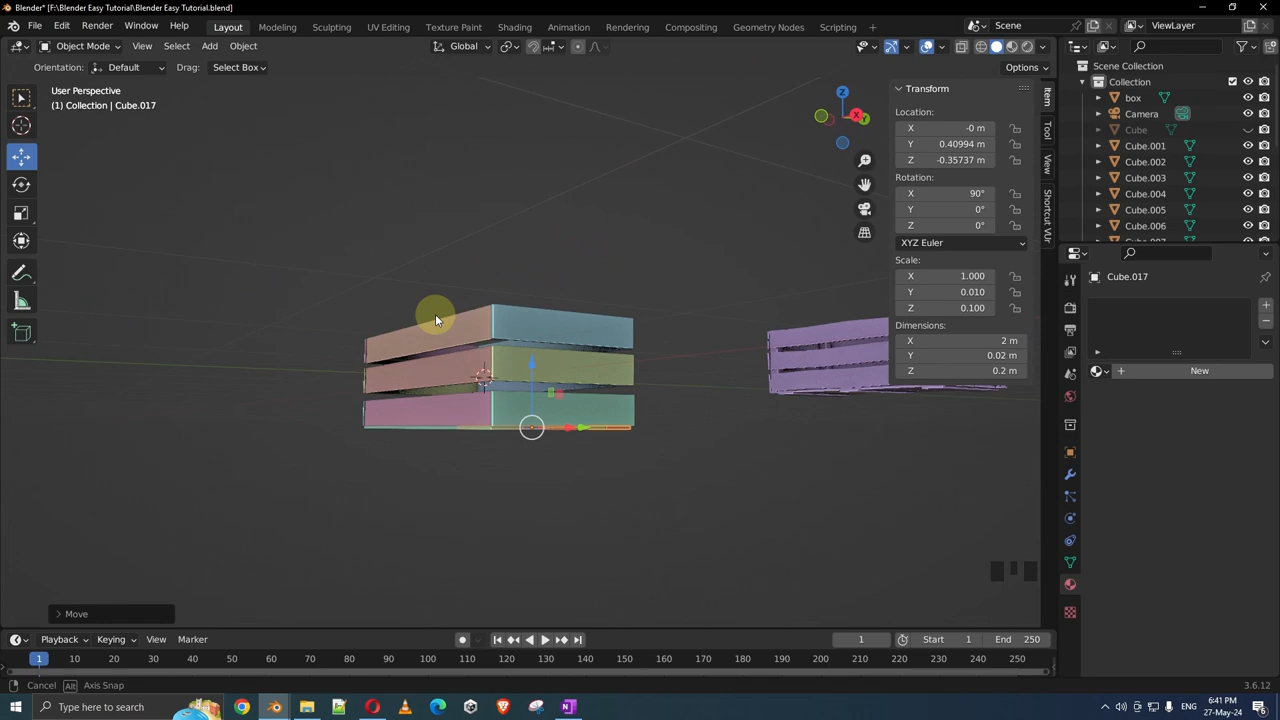 Blender* [F:\Blender Easy Tutorial\Blender Easy Tutorial.blend]
File Edit Render Window Help Layout Modeling Sculpting UV Editing Texture Paint Shading Animation Rendering Compositing Geometry Nodes Scripting Scene ViewLayer
Object Mode View Select Add Object Global
Orientation: Default Drag: Select Box Options
User Perspective
(1) Collection | Cube.017
Transform
Location:
X -0 m
Y 0.40994 m
Z -0.35737 m
Rotation:
X 90°
Y 0°
Z 0°
XYZ Euler
Scale:
X 1.000
Y 0.010
Z 0.100
Dimensions:
X 2 m
Y 0.02 m
Z 0.2 m
Item
Tool
View
Shortcut VUr
Z
X
Y
Scene Collection
Collection
box
Camera
Cube
Cube.001
Cube.002
Cube.003
Cube.004
Cube.005
Cube.006
Cube.017
New
Move
Playback Keying View Marker 1 Start 1 End 250
1 10 20 30 40 50 60 70 80 90 100 110 120 130 140 150 160 170 180 190 200 210 220 230 240 250
Cancel Alt Axis Snap 3.6.12
Type here to search
6:41 PM
27-May-24